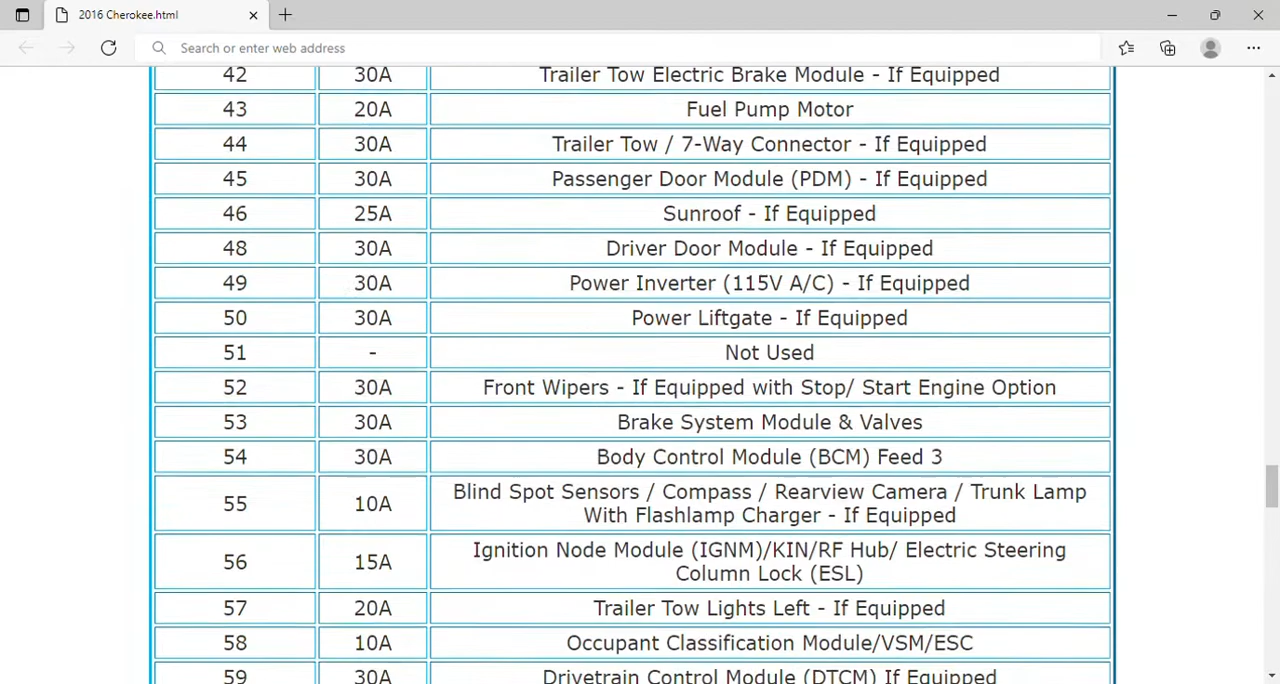 2016 Cherokee.html
Search or enter web address
42 30A Trailer Tow Electric Brake Module - If Equipped
43 20A Fuel Pump Motor
44 30A Trailer Tow / 7-Way Connector - If Equipped
45 30A Passenger Door Module (PDM) - If Equipped
46 25A Sunroof - If Equipped
48 30A Driver Door Module - If Equipped
49 30A Power Inverter (115V A/C) - If Equipped
50 30A Power Liftgate - If Equipped
51 - Not Used
52 30A Front Wipers - If Equipped with Stop/ Start Engine Option
53 30A Brake System Module & Valves
54 30A Body Control Module (BCM) Feed 3
55 10A Blind Spot Sensors / Compass / Rearview Camera / Trunk Lamp
With Flashlamp Charger - If Equipped
56 15A Ignition Node Module (IGNM)/KIN/RF Hub/ Electric Steering
Column Lock (ESL)
57 20A Trailer Tow Lights Left - If Equipped
58 10A Occupant Classification Module/VSM/ESC
59 30A Drivetrain Control Module (DTCM) If Equipped